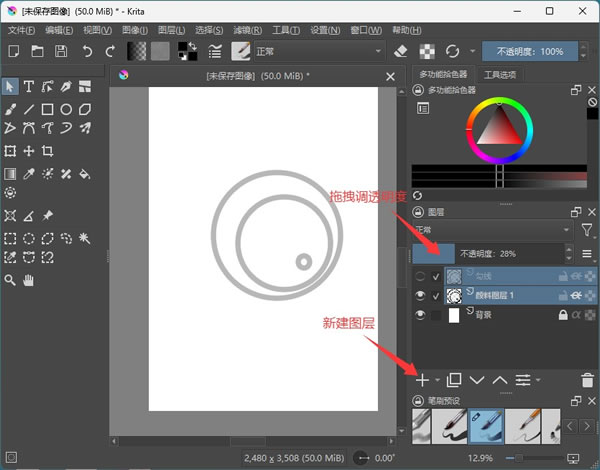 [未保存图像] (50.0 MiB) * - Krita
文件(F) 编辑(E) 视图(V) 图像(I) 图层(L) 选择(S) 滤镜(R) 工具(T) 设置(N) 窗口(W) 帮助(H)
正常
不透明度: 100%
[未保存图像] (50.0 MiB) *
多功能拾色器 工具选项
多功能拾色器
拖拽调透明度
图层
正常
不透明度: 28%
勾线
颜料图层 1
背景
新建图层
笔刷预设
2,480 x 3,508 (50.0 MiB)
0.00°
12.9%